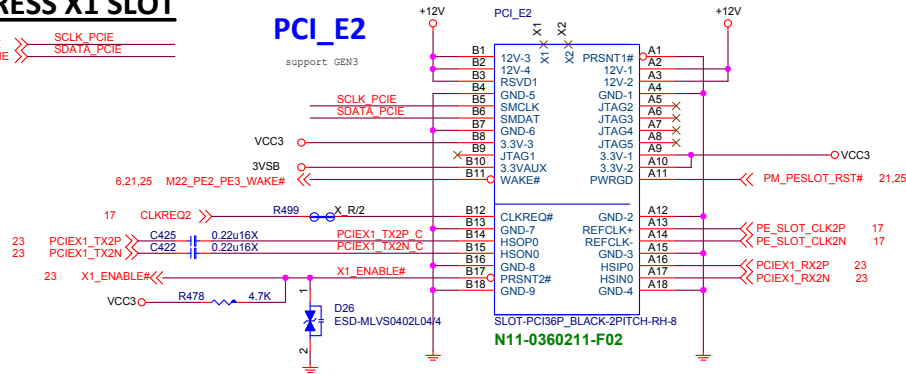 RESS X1 SLOT
SCLK_PCIE
SDATA_PCIE
PCI_E2
support GEN3
+12V
PCI_E2
X1
X2
+12V
X1
X2
B1 12V-3 PRSNT1# A1
B2 12V-4 12V-1 A2
B3 RSVD1 12V-2 A3
B4 GND-5 GND-1 A4
SCLK_PCIE B5 SMCLK JTAG2 A5
SDATA_PCIE B6 SMDAT JTAG3 A6
B7 GND-6 JTAG4 A7
VCC3 B8 3.3V-3 JTAG5 A8
B9 JTAG1 3.3V-1 A9 VCC3
3VSB B10 3.3VAUX 3.3V-2 A10
6,21,25 M22_PE2_PE3_WAKE# B11 WAKE# PWRGD A11 PM_PESLOT_RST# 21,25
17 CLKREQ2 R499 X_R/2 B12 CLKREQ# GND-2 A12
B13 GND-7 REFCLK+ A13 PE_SLOT_CLK2P 17
23 PCIEX1_TX2P C425 0.22u16X PCIEX1_TX2P_C B14 HSOP0 REFCLK- A14 PE_SLOT_CLK2N 17
23 PCIEX1_TX2N C422 0.22u16X PCIEX1_TX2N_C B15 HSON0 GND-3 A15
B16 GND-8 HSIP0 A16 PCIEX1_RX2P 23
23 X1_ENABLE# X1_ENABLE# B17 PRSNT2# HSIN0 A17 PCIEX1_RX2N 23
B18 GND-9 GND-4 A18
VCC3 R478 4.7K
1
D26
ESD-MLVS0402L04/4
2
SLOT-PCI36P_BLACK-2PITCH-RH-8
N11-0360211-F02